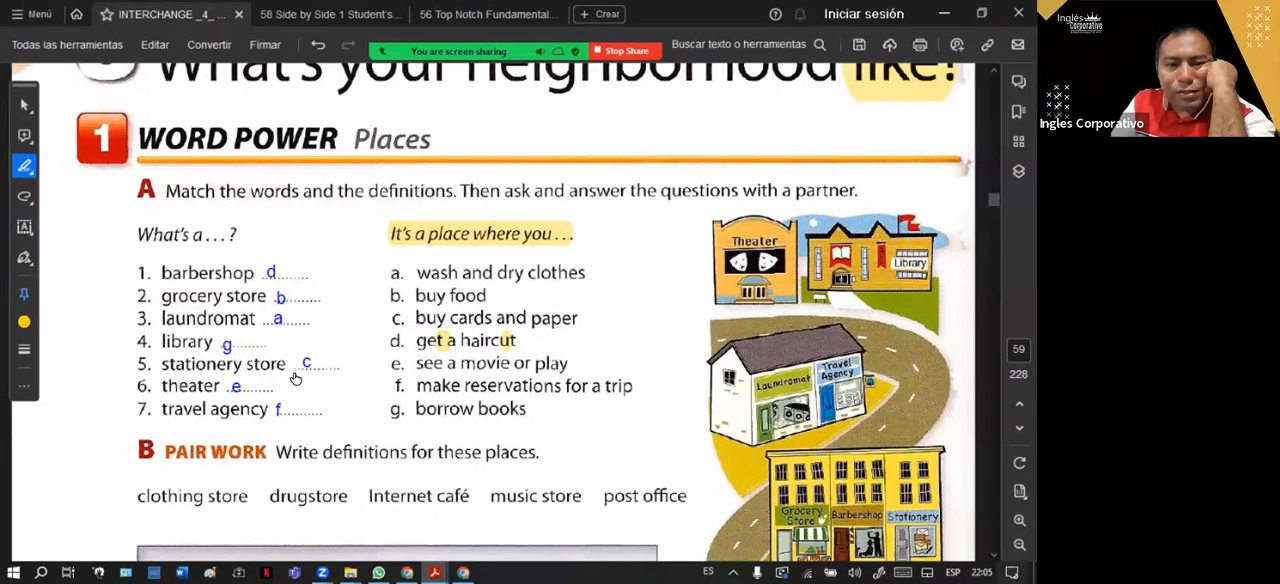 Menú INTERCHANGE _4_ ... 58 Side by Side 1 Student's... 56 Top Notch Fundamental... Crear Iniciar sesión
Todas las herramientas Editar Convertir Firmar You are screen sharing Stop Share Buscar texto o herramientas
What's your neighborhood like?
1 WORD POWER Places
A Match the words and the definitions. Then ask and answer the questions with a partner.
What's a...? It's a place where you...
1. barbershop ..d........ a. wash and dry clothes
2. grocery store .b......... b. buy food
3. laundromat ...a....... c. buy cards and paper
4. library .g......... d. get a haircut
5. stationery store ...c....... e. see a movie or play
6. theater ..e........ f. make reservations for a trip
7. travel agency f.......... g. borrow books
B PAIR WORK Write definitions for these places.
clothing store drugstore Internet café music store post office
Theater
Library
Laundromat
Travel Agency
Grocery Store
Barbershop
Stationery
59
228
Inglés Corporativo
Ingles Corporativo
ES ESP 22:05